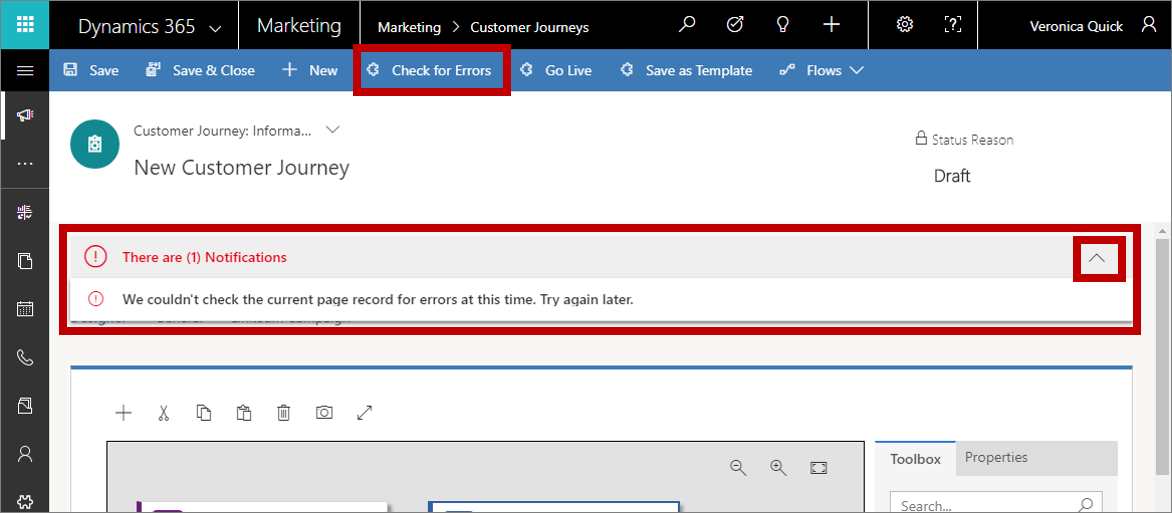 Dynamics 365 Marketing Marketing > Customer Journeys Veronica Quick
Save Save & Close New Check for Errors Go Live Save as Template Flows
Customer Journey: Informa...
New Customer Journey
Status Reason
Draft
There are (1) Notifications
We couldn't check the current page record for errors at this time. Try again later.
Toolbox Properties
Search...